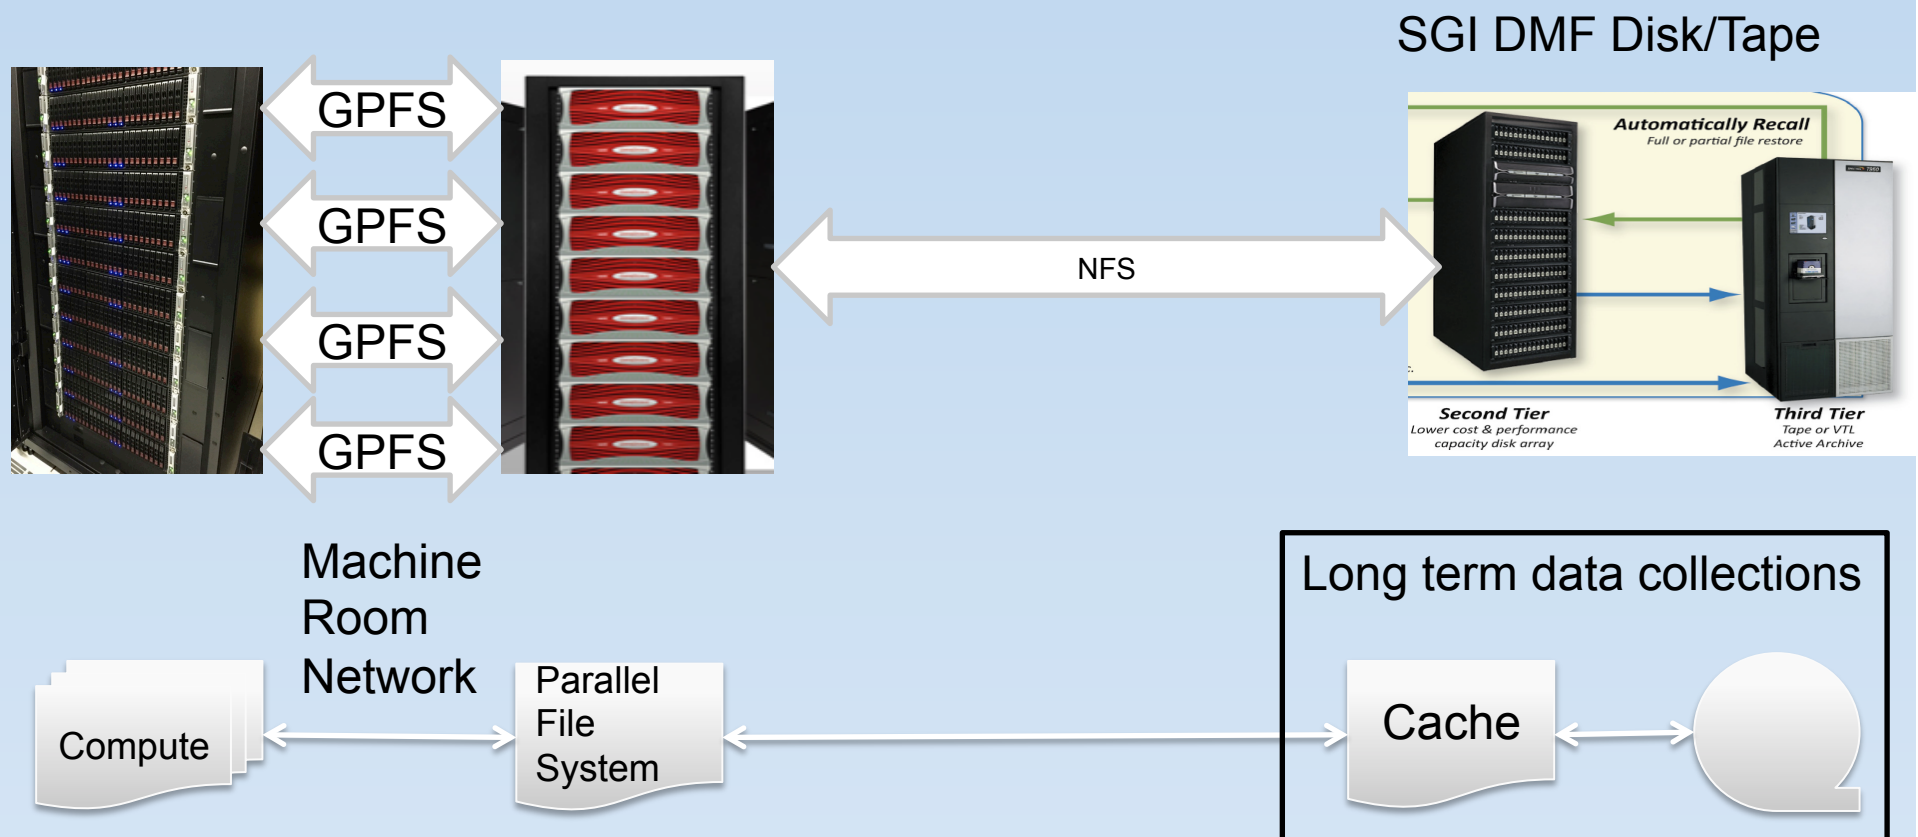 SGI DMF Disk/Tape
GPFS
GPFS
GPFS
GPFS
NFS
Automatically Recall
Full or partial file restore
c.
Second Tier
Lower cost & performance
capacity disk array
Third Tier
Tape or VTL
Active Archive
Machine
Room
Network
Long term data collections
Compute
Parallel
File
System
Cache